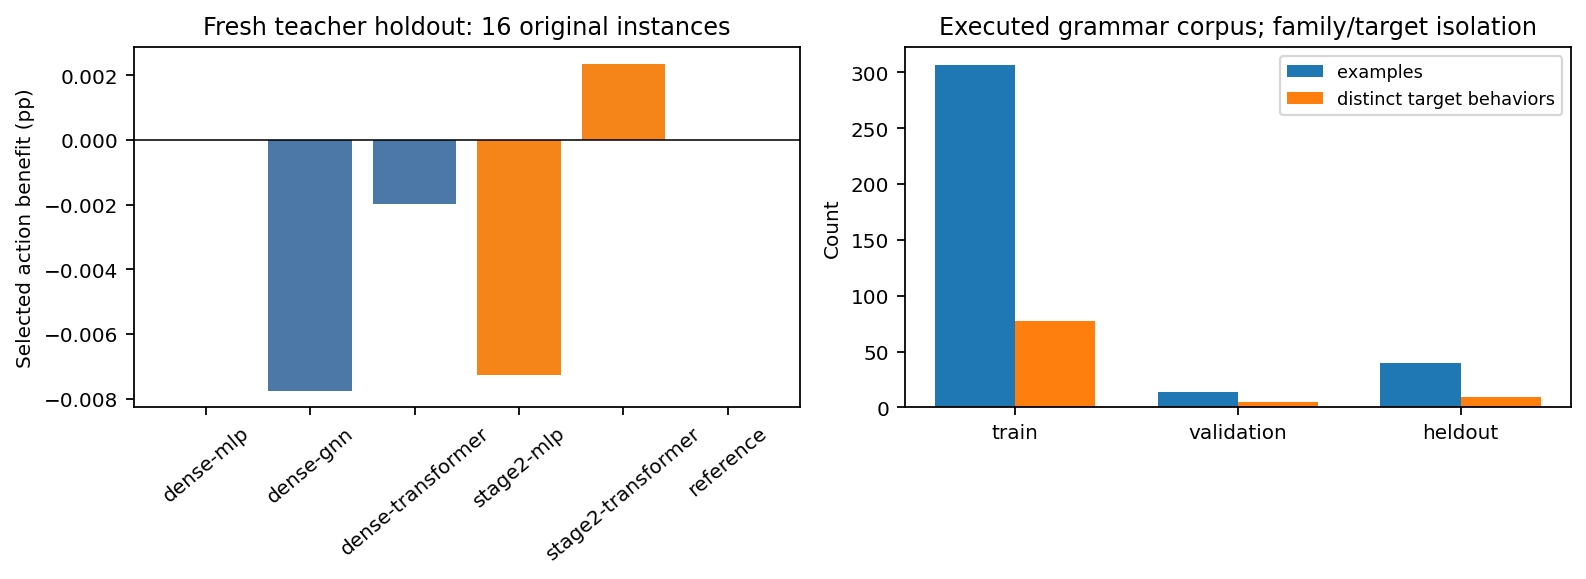 Fresh teacher holdout: 16 original instances
Selected action benefit (pp)
0.002
0.000
−0.002
−0.004
−0.006
−0.008
dense-mlp
dense-gnn
dense-transformer
stage2-mlp
stage2-transformer
reference
Executed grammar corpus; family/target isolation
Count
300
250
200
150
100
50
0
examples
distinct target behaviors
train
validation
heldout